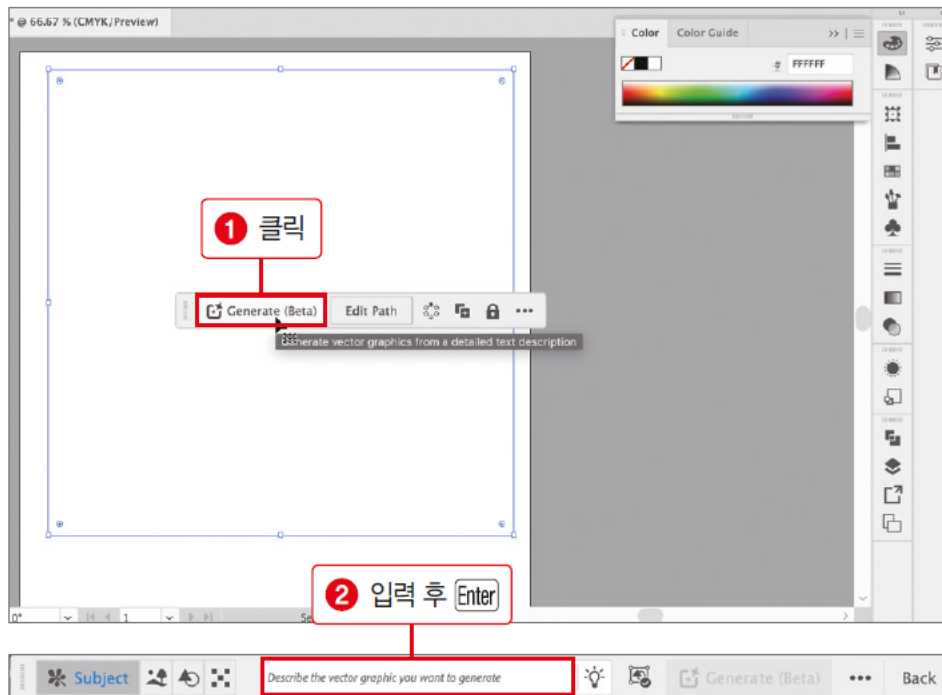 * @ 66.67 % (CMYK/Preview)
Color
Color Guide
# FFFFFF
1 클릭
Generate (Beta)
Edit Path
Generate vector graphics from a detailed text description
2 입력 후 Enter
0°
1
Se
Subject
Describe the vector graphic you want to generate
Generate (Beta)
Back